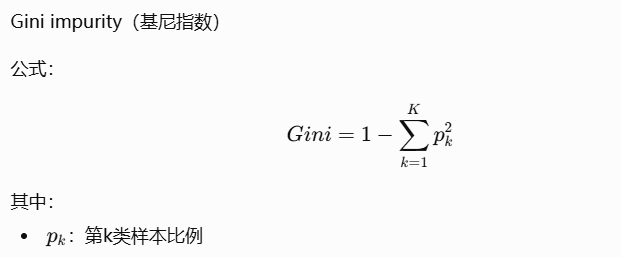 Gini impurity（基尼指数）
公式：
$$Gini = 1 - \sum_{k=1}^{K} p_k^2$$
其中：
• $p_k$：第k类样本比例